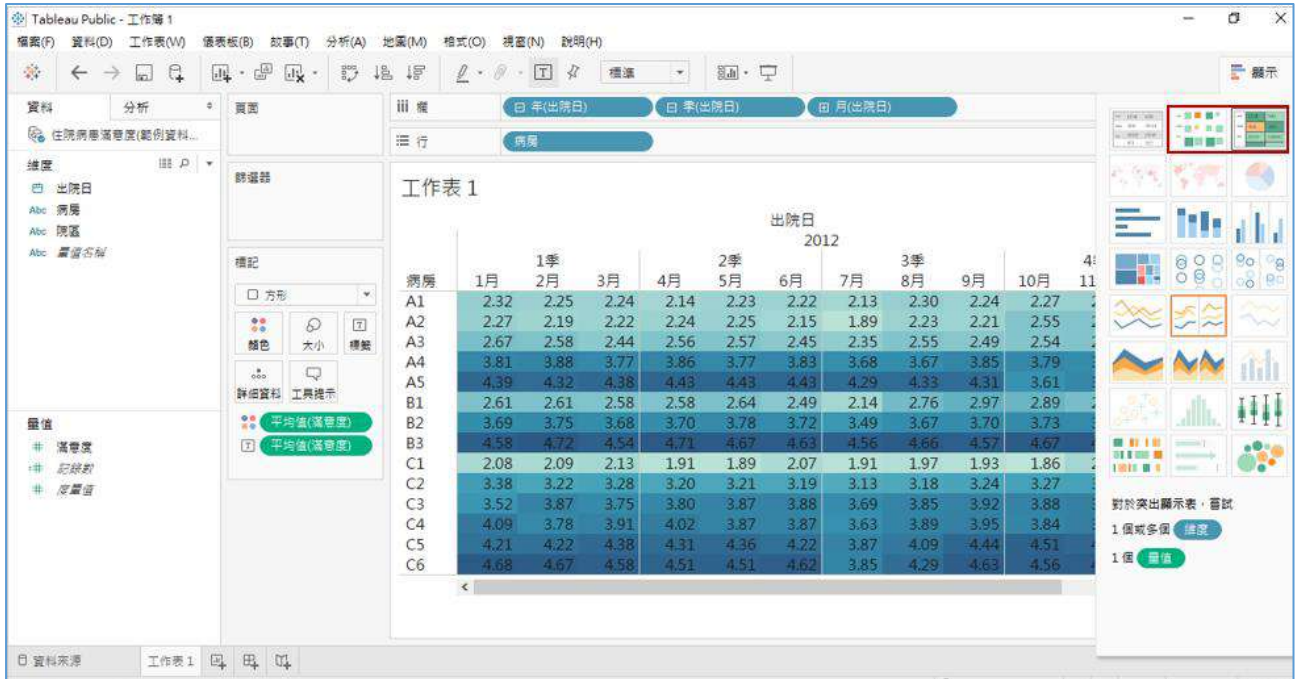 Tableau Public - 工作簿 1
檔案(F) 資料(D) 工作表(W) 儀表板(B) 故事(T) 分析(A) 地圖(M) 格式(O) 視窗(N) 說明(H)
標準 顯示
資料 分析
住院病患滿意度(範例資料...
維度
出院日
Abc 病房
Abc 院區
Abc 量值名稱
量值
# 滿意度
# 記錄數
# 度量值
頁面
篩選器
標記
方形
顏色 大小 標籤
詳細資料 工具提示
平均值(滿意度)
平均值(滿意度)
iii 欄 年(出院日) 季(出院日) 月(出院日)
行 病房
工作表 1
出院日
2012
1季 2季 3季
病房 1月 2月 3月 4月 5月 6月 7月 8月 9月 10月
A1 2.32 2.25 2.24 2.14 2.23 2.22 2.13 2.30 2.24 2.27
A2 2.27 2.19 2.22 2.24 2.25 2.15 1.89 2.23 2.21 2.55
A3 2.67 2.58 2.44 2.56 2.57 2.45 2.35 2.55 2.49 2.54
A4 3.81 3.88 3.77 3.86 3.77 3.83 3.68 3.67 3.85 3.79
A5 4.39 4.32 4.38 4.43 4.43 4.43 4.29 4.33 4.31 3.61
B1 2.61 2.61 2.58 2.58 2.64 2.49 2.14 2.76 2.97 2.89
B2 3.69 3.75 3.68 3.70 3.78 3.72 3.49 3.67 3.70 3.73
B3 4.58 4.72 4.54 4.71 4.67 4.63 4.56 4.66 4.57 4.67
C1 2.08 2.09 2.13 1.91 1.89 2.07 1.91 1.97 1.93 1.86
C2 3.38 3.22 3.28 3.20 3.21 3.19 3.13 3.18 3.24 3.27
C3 3.52 3.87 3.75 3.80 3.87 3.88 3.69 3.85 3.92 3.88
C4 4.09 3.78 3.91 4.02 3.87 3.87 3.63 3.89 3.95 3.84
C5 4.21 4.22 4.38 4.31 4.36 4.22 3.87 4.09 4.44 4.51
C6 4.68 4.67 4.58 4.51 4.51 4.62 3.85 4.29 4.63 4.56
對於突出顯示表，嘗試
1 個或多個 維度
1 個 量值
資料來源 工作表 1